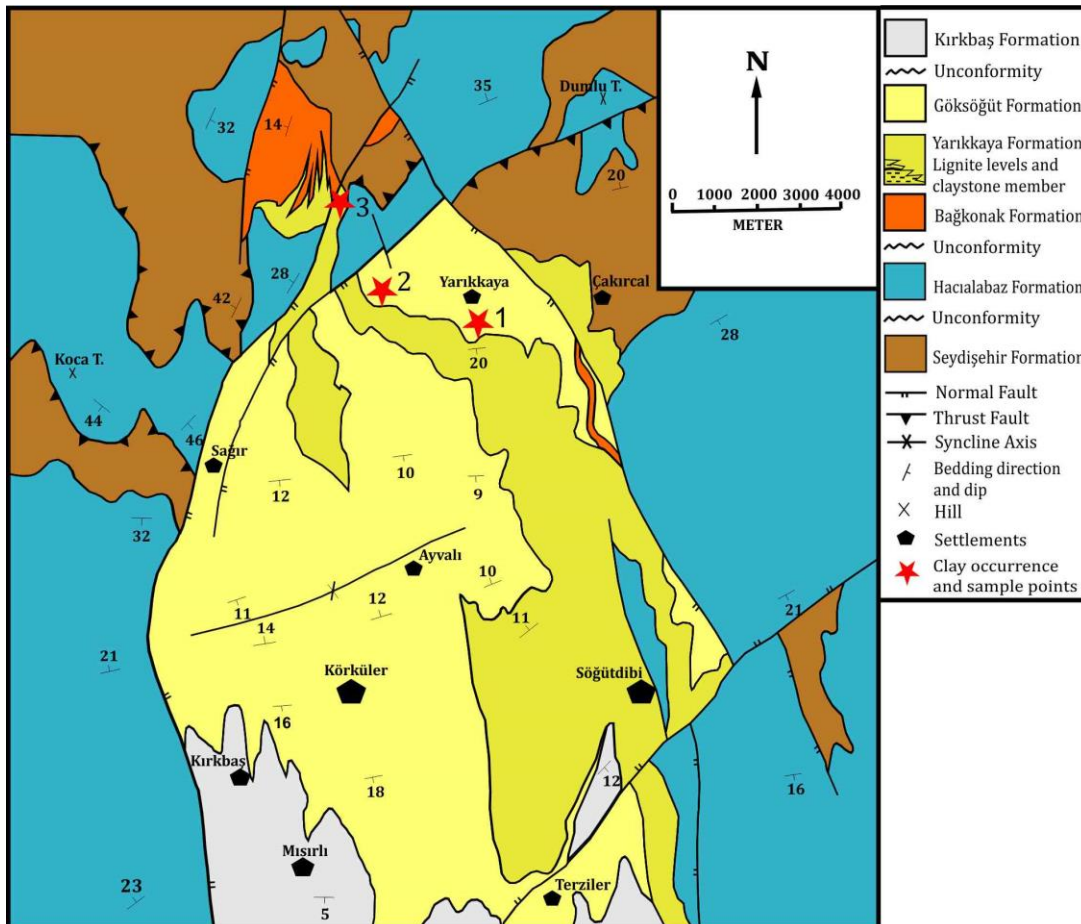 35
Dumlu T.
32
14
20
3
28
42
2
Yarıkkaya
1
Çakırcal
28
20
Koca T.
44
46
Sağır
10
12
9
32
Ayvalı
10
12
11
14
11
21
21
Körküler
Söğütdibi
16
Kırkbaş
18
12
16
Mısırlı
23
5
Terziler
N
0 1000 2000 3000 4000
METER
Kırkbaş Formation
Unconformity
Göksöğüt Formation
Yarıkkaya Formation
Lignite levels and
claystone member
Bağkonak Formation
Unconformity
Hacıalabaz Formation
Unconformity
Seydişehir Formation
Normal Fault
Thrust Fault
Syncline Axis
Bedding direction
and dip
Hill
Settlements
Clay occurrence
and sample points